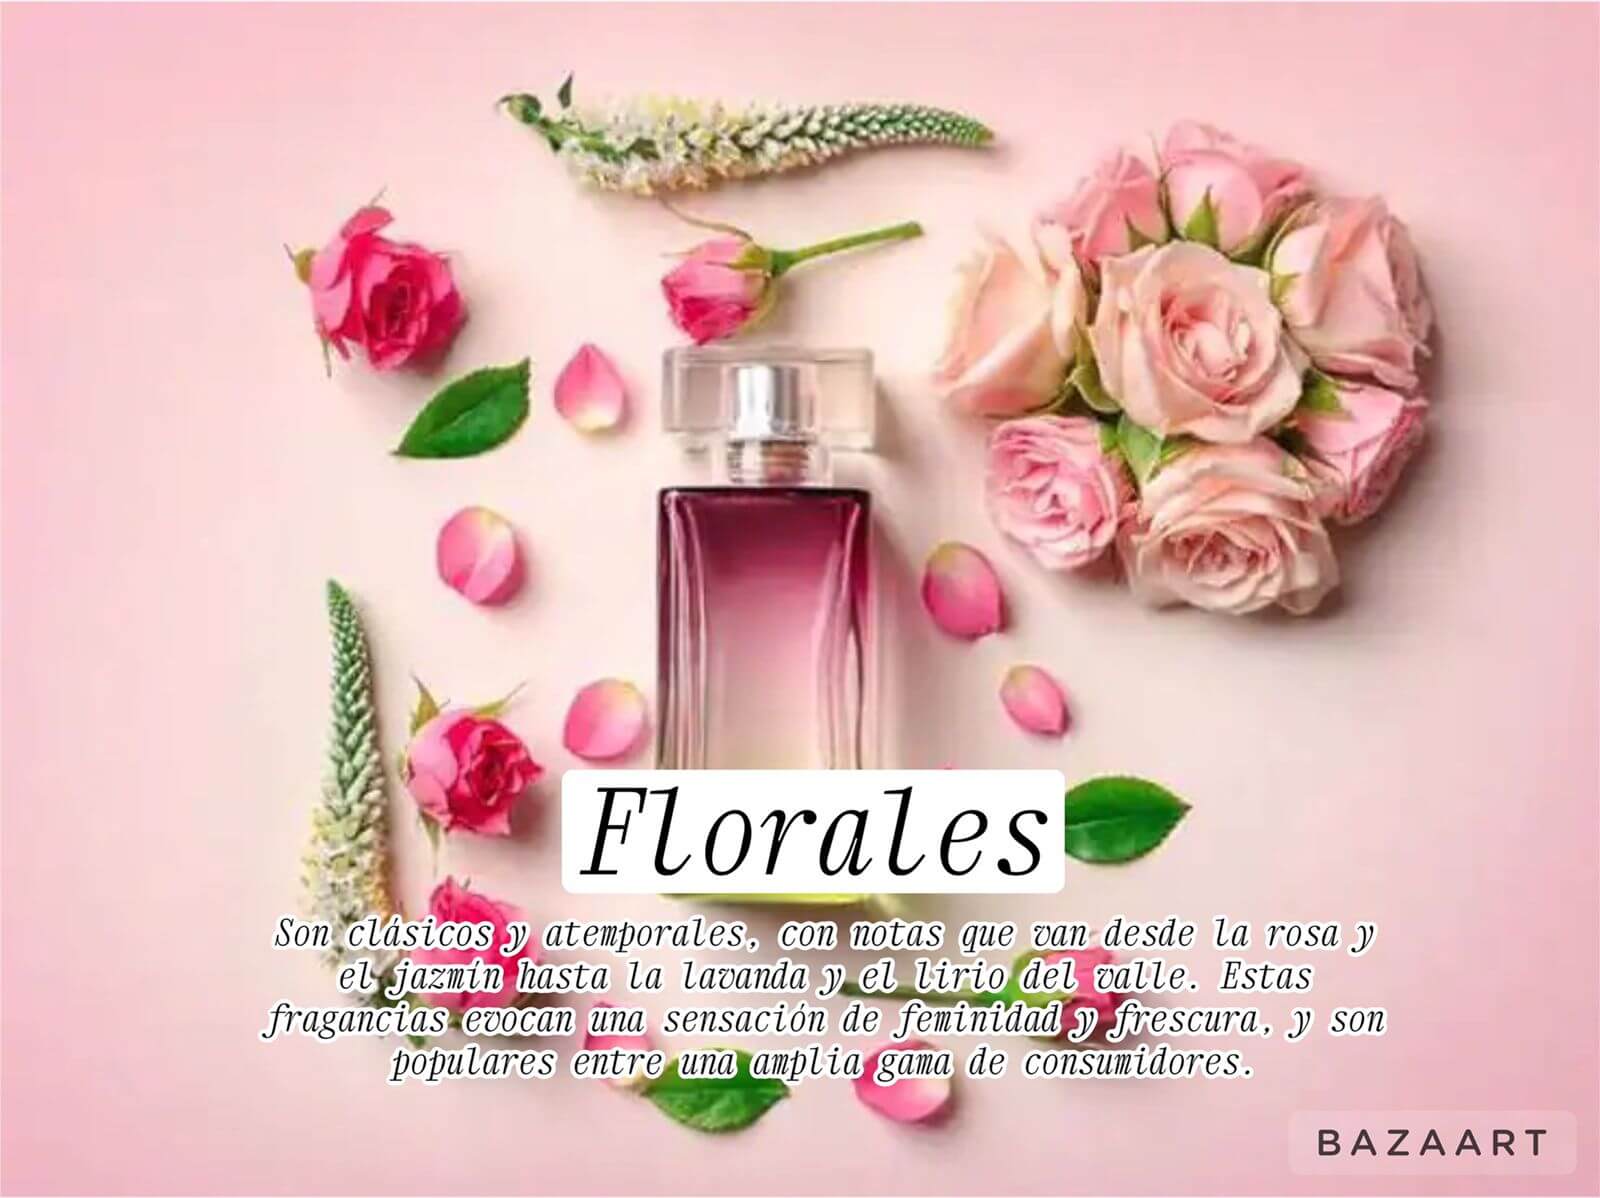 Florales
Son clásicos y atemporales, con notas que van desde la rosa y
el jazmín hasta la lavanda y el lirio del valle. Estas
fragancias evocan una sensación de feminidad y frescura, y son
populares entre una amplia gama de consumidores.
BAZAART